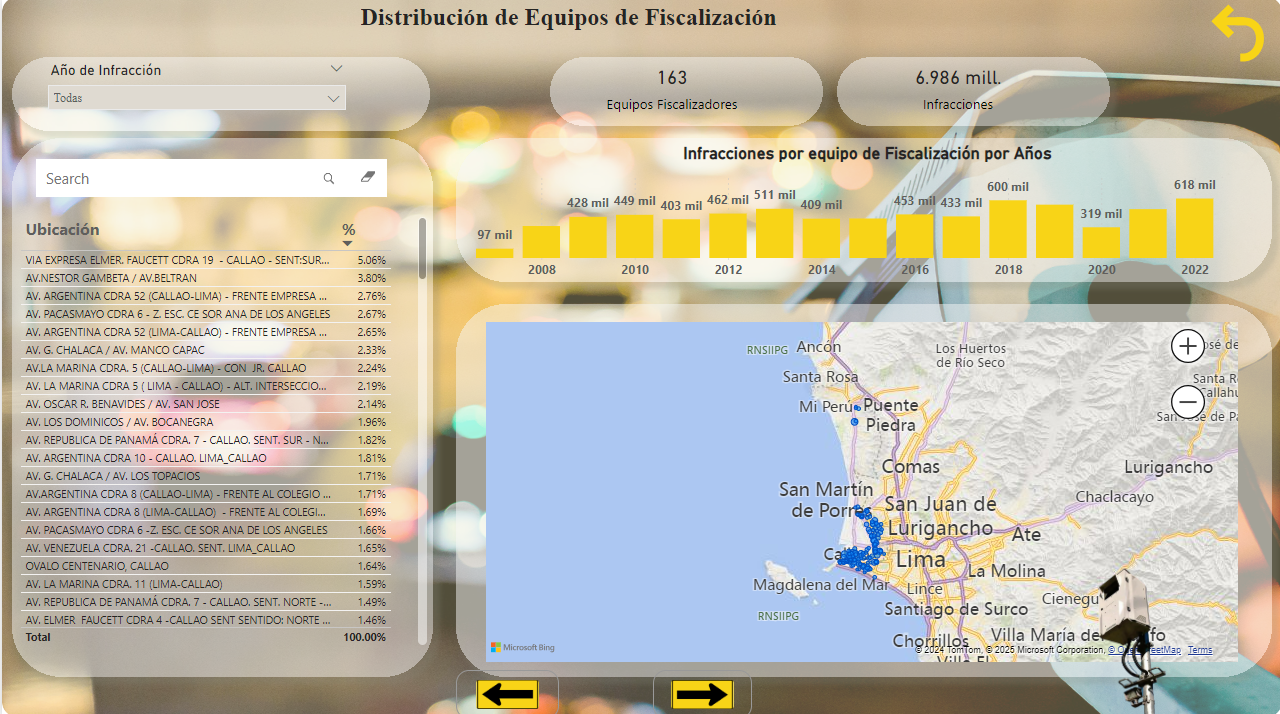 Distribución de Equipos de Fiscalización
Año de Infracción
Todas
163
Equipos Fiscalizadores
6.986 mill.
Infracciones
Search
Ubicación %
VIA EXPRESA ELMER. FAUCETT CDRA 19 - CALLAO - SENT:SUR... 5.06%
AV.NESTOR GAMBETA / AV.BELTRAN 3.80%
AV. ARGENTINA CDRA 52 (CALLAO-LIMA) - FRENTE EMPRESA ... 2.76%
AV. PACASMAYO CDRA 6 - Z. ESC. CE SOR ANA DE LOS ANGELES 2.67%
AV. ARGENTINA CDRA 52 (LIMA-CALLAO) - FRENTE EMPRESA ... 2.65%
AV. G. CHALACA / AV. MANCO CAPAC 2.33%
AV.LA MARINA CDRA. 5 (CALLAO-LIMA) - CON JR. CALLAO 2.24%
AV. LA MARINA CDRA 5 ( LIMA - CALLAO) - ALT. INTERSECCIO... 2.19%
AV. OSCAR R. BENAVIDES / AV. SAN JOSE 2.14%
AV. LOS DOMINICOS / AV. BOCANEGRA 1.96%
AV. REPUBLICA DE PANAMÁ CDRA. 7 - CALLAO. SENT. SUR - N... 1.82%
AV. ARGENTINA CDRA 10 - CALLAO. LIMA_CALLAO 1.81%
AV. G. CHALACA / AV. LOS TOPACIOS 1.71%
AV.ARGENTINA CDRA 8 (CALLAO-LIMA) - FRENTE AL COLEGIO ... 1.71%
AV. ARGENTINA CDRA 8 (LIMA-CALLAO) - FRENTE AL COLEGI... 1.69%
AV. PACASMAYO CDRA 6 -Z. ESC. CE SOR ANA DE LOS ANGELES 1.66%
AV. VENEZUELA CDRA. 21 -CALLAO. SENT. LIMA_CALLAO 1.65%
OVALO CENTENARIO, CALLAO 1.64%
AV. LA MARINA CDRA. 11 (LIMA-CALLAO) 1.59%
AV. REPUBLICA DE PANAMÁ CDRA. 7 - CALLAO. SENT. NORTE -... 1.49%
AV. ELMER FAUCETT CDRA 4 -CALLAO SENT SENTIDO: NORTE ... 1.46%
Total 100.00%
Infracciones por equipo de Fiscalización por Años
97 mil 428 mil 449 mil 403 mil 462 mil 511 mil 409 mil 453 mil 433 mil 600 mil 319 mil 618 mil
2008 2010 2012 2014 2016 2018 2020 2022
RNSIIPG
Ancón
Los Huertos
de Río Seco
Santa Rosa
Mi Perú
Puente
Piedra
Comas
Lurigancho
Chaclacayo
San Martín
de Porre
San Juan de
Lurigancho
Ate
Lima
La Molina
Magdalena del Mar
Lince
RNSIIPG
Santiago de Surco
Villa María de
Chorrillos
Microsoft Bing
© 2024 TomTom, © 2025 Microsoft Corporation, © OpenStreetMap Terms